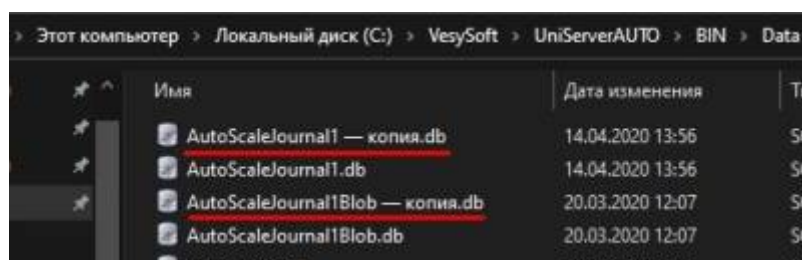 › Этот компьютер › Локальный диск (C:) › VesySoft › UniServerAUTO › BIN › Data
Имя Дата изменения
AutoScaleJournal1 — копия.db 14.04.2020 13:56
AutoScaleJournal1.db 14.04.2020 13:56
AutoScaleJournal1Blob — копия.db 20.03.2020 12:07
AutoScaleJournal1Blob.db 20.03.2020 12:07